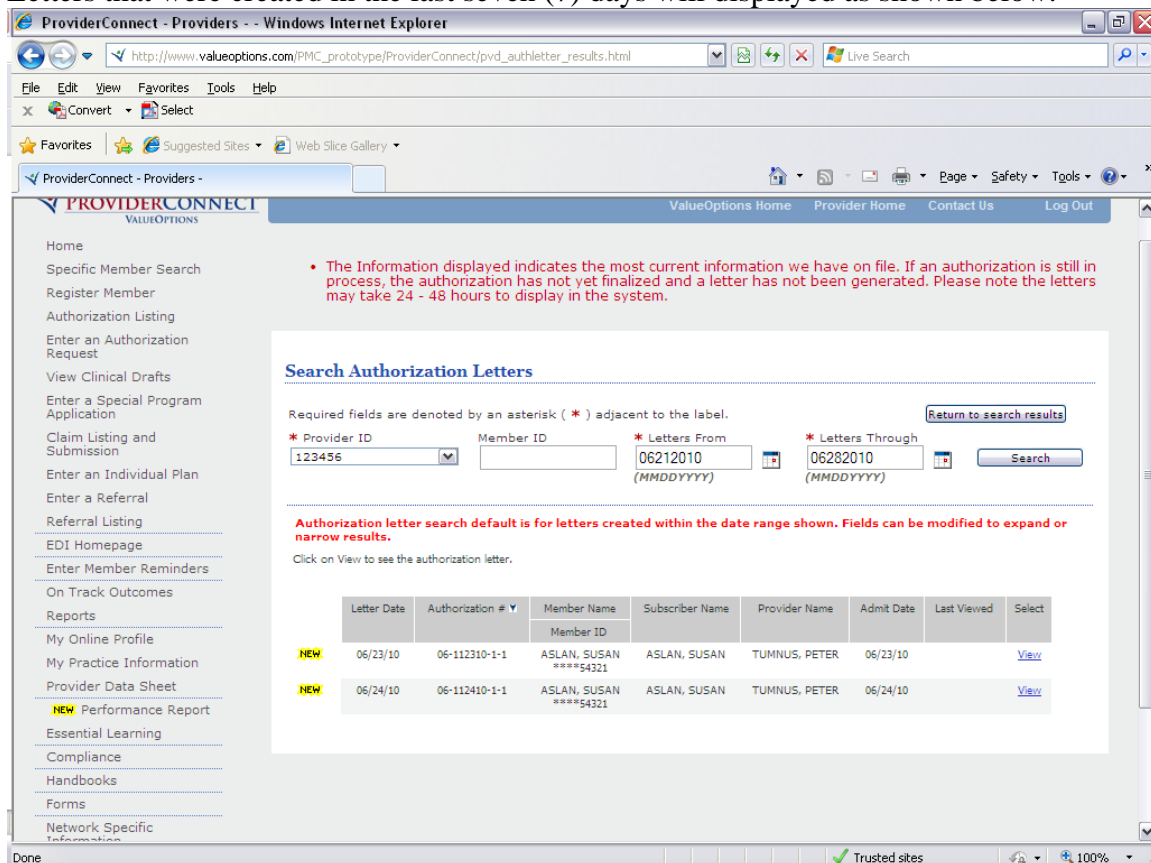 Letters that were created in the last seven (7) days will displayed as shown below.
ProviderConnect - Providers - - Windows Internet Explorer
http://www.valueoptions.com/PMC_prototype/ProviderConnect/pvd_authletter_results.html
Live Search
File Edit View Favorites Tools Help
x Convert Select
Favorites Suggested Sites Web Slice Gallery
ProviderConnect - Providers - Page Safety Tools
PROVIDERCONNECT
VALUEOPTIONS
ValueOptions Home Provider Home Contact Us Log Out
Home
Specific Member Search
Register Member
Authorization Listing
Enter an Authorization
Request
View Clinical Drafts
Enter a Special Program
Application
Claim Listing and
Submission
Enter an Individual Plan
Enter a Referral
Referral Listing
EDI Homepage
Enter Member Reminders
On Track Outcomes
Reports
My Online Profile
My Practice Information
Provider Data Sheet
NEW Performance Report
Essential Learning
Compliance
Handbooks
Forms
Network Specific
Information
• The Information displayed indicates the most current information we have on file. If an authorization is still in
process, the authorization has not yet finalized and a letter has not been generated. Please note the letters
may take 24 - 48 hours to display in the system.
Search Authorization Letters
Required fields are denoted by an asterisk ( * ) adjacent to the label.
Return to search results
* Provider ID Member ID * Letters From * Letters Through
123456 06212010 06282010 Search
(MMDDYYYY) (MMDDYYYY)
Authorization letter search default is for letters created within the date range shown. Fields can be modified to expand or
narrow results.
Click on View to see the authorization letter.
Letter Date Authorization # Member Name Subscriber Name Provider Name Admit Date Last Viewed Select
Member ID
NEW 06/23/10 06-112310-1-1 ASLAN, SUSAN ASLAN, SUSAN TUMNUS, PETER 06/23/10 View
****54321
NEW 06/24/10 06-112410-1-1 ASLAN, SUSAN ASLAN, SUSAN TUMNUS, PETER 06/24/10 View
****54321
Done Trusted sites 100%